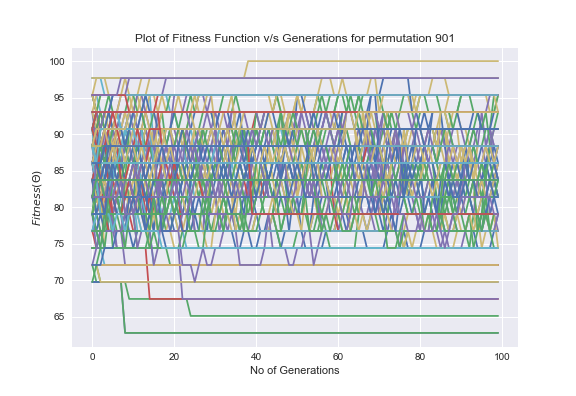 Plot of Fitness Function v/s Generations for permutation 901
100
95
90
85
80
75
70
65
Fitness(Θ)
0 20 40 60 80 100
No of Generations